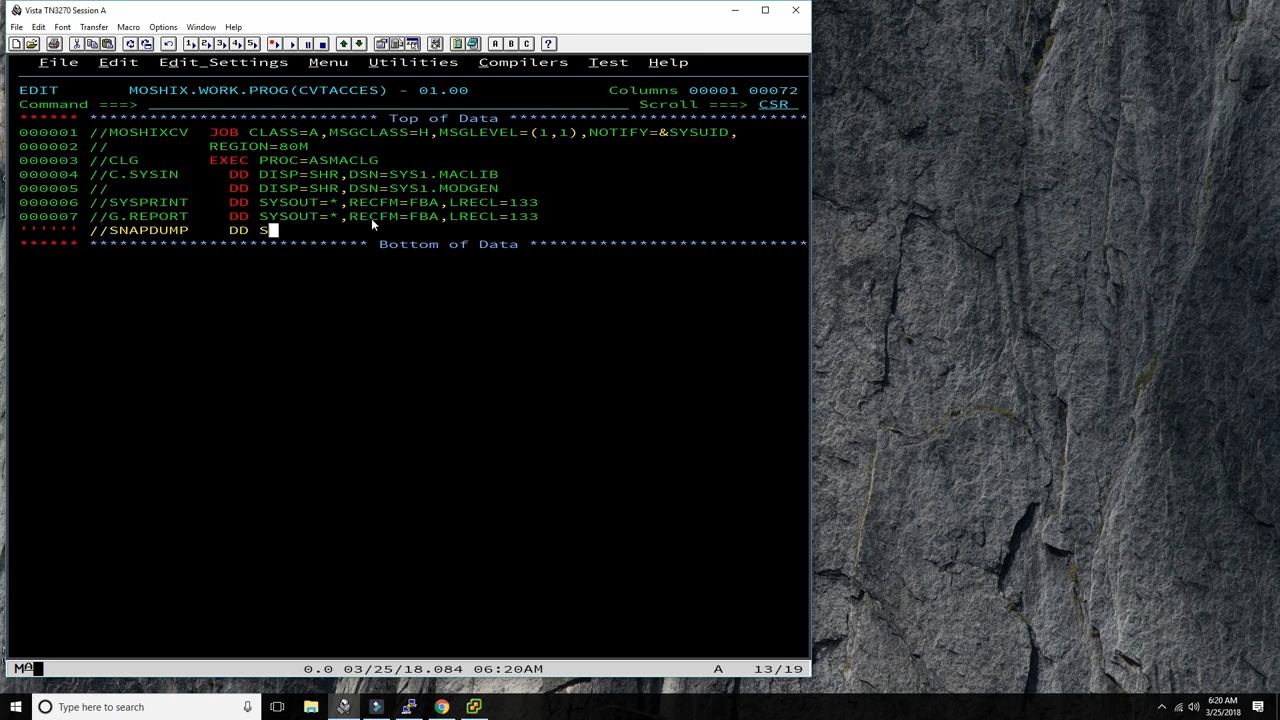 Vista TN3270 Session A
File Edit Font Transfer Macro Options Window Help
File Edit Edit_Settings Menu Utilities Compilers Test Help
EDIT MOSHIX.WORK.PROG(CVTACCES) - 01.00 Columns 00001 00072
Command ===> Scroll ===> CSR
****** **************************** Top of Data ******************************
000001 //MOSHIXCV JOB CLASS=A,MSGCLASS=H,MSGLEVEL=(1,1),NOTIFY=&SYSUID,
000002 // REGION=80M
000003 //CLG EXEC PROC=ASMACLG
000004 //C.SYSIN DD DISP=SHR,DSN=SYS1.MACLIB
000005 // DD DISP=SHR,DSN=SYS1.MODGEN
000006 //SYSPRINT DD SYSOUT=*,RECFM=FBA,LRECL=133
000007 //G.REPORT DD SYSOUT=*,RECFM=FBA,LRECL=133
'''''' //SNAPDUMP DD S
****** *************************** Bottom of Data ****************************
MA 0.0 03/25/18.084 06:20AM A 13/19
Type here to search
6:20 AM
3/25/2018